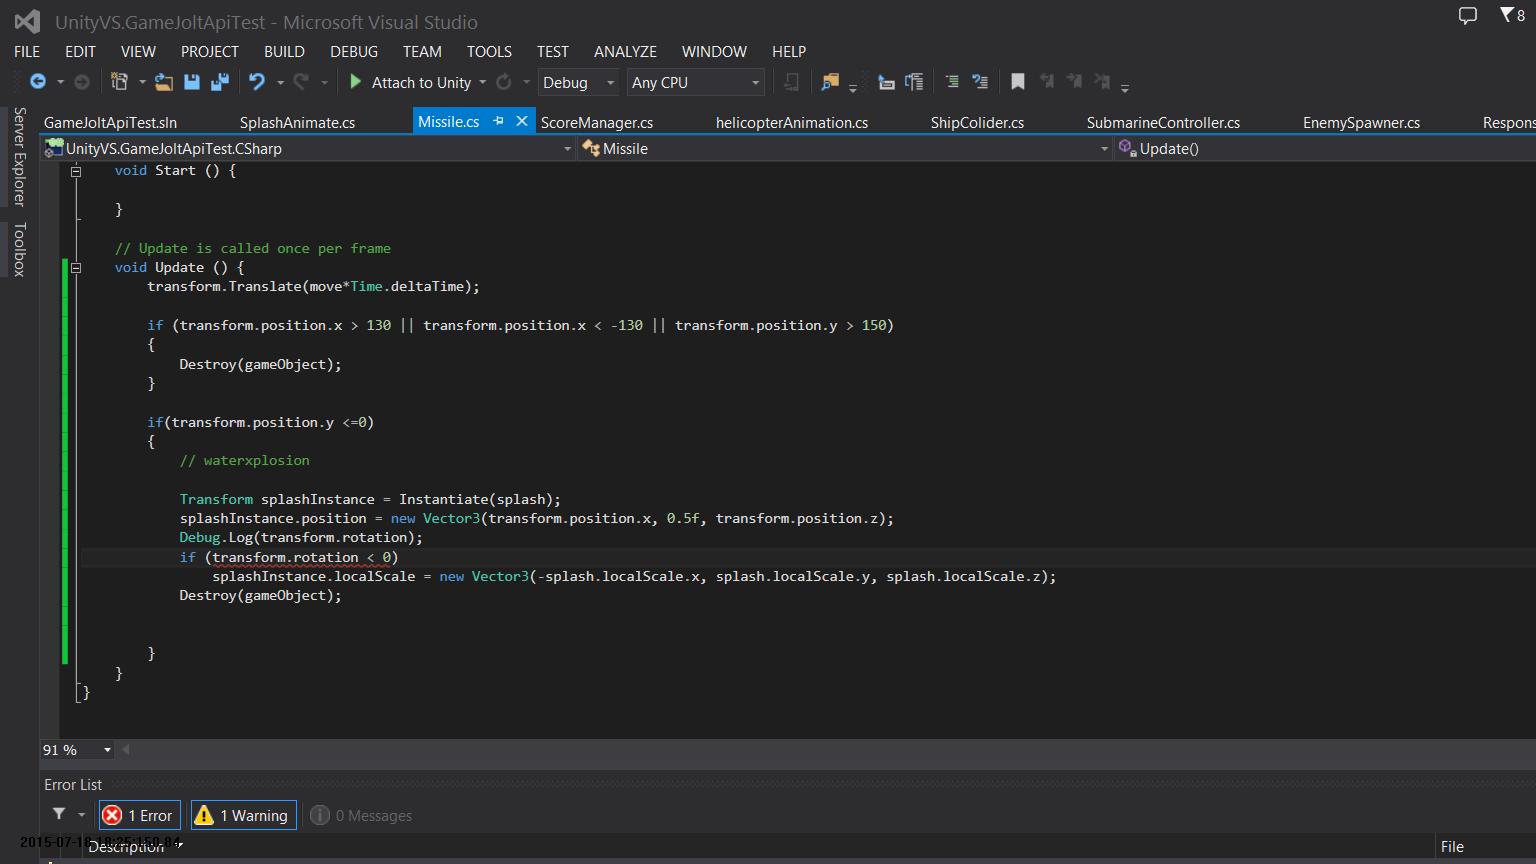 UnityVS.GameJoltApiTest - Microsoft Visual Studio
8
FILE EDIT VIEW PROJECT BUILD DEBUG TEAM TOOLS TEST ANALYZE WINDOW HELP
Attach to Unity Debug Any CPU
Server Explorer
Toolbox
GameJoltApiTest.sln SplashAnimate.cs Missile.cs ScoreManager.cs helicopterAnimation.cs ShipColider.cs SubmarineController.cs EnemySpawner.cs Respons
UnityVS.GameJoltApiTest.CSharp Missile Update()
void Start () {
}
// Update is called once per frame
void Update () {
transform.Translate(move*Time.deltaTime);
if (transform.position.x > 130 || transform.position.x < -130 || transform.position.y > 150)
{
Destroy(gameObject);
}
if(transform.position.y <=0)
{
// waterxplosion
Transform splashInstance = Instantiate(splash);
splashInstance.position = new Vector3(transform.position.x, 0.5f, transform.position.z);
Debug.Log(transform.rotation);
if (transform.rotation < 0)
splashInstance.localScale = new Vector3(-splash.localScale.x, splash.localScale.y, splash.localScale.z);
Destroy(gameObject);
}
}
}
91 %
Error List
1 Error 1 Warning 0 Messages
Description File